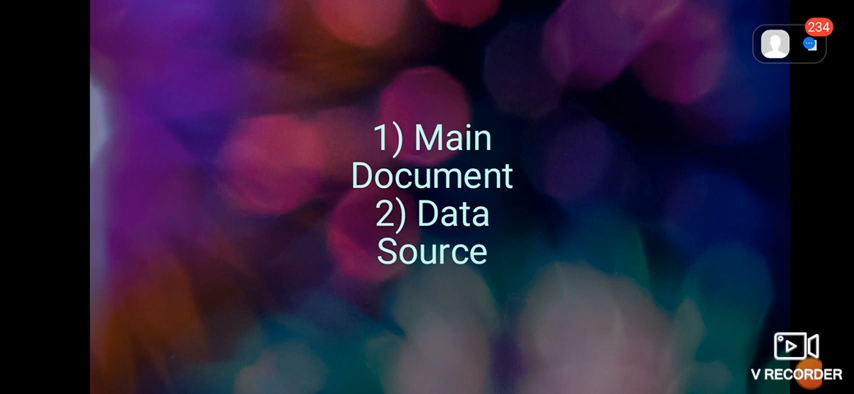 234
1) Main
Document
2) Data
Source
V RECORDER